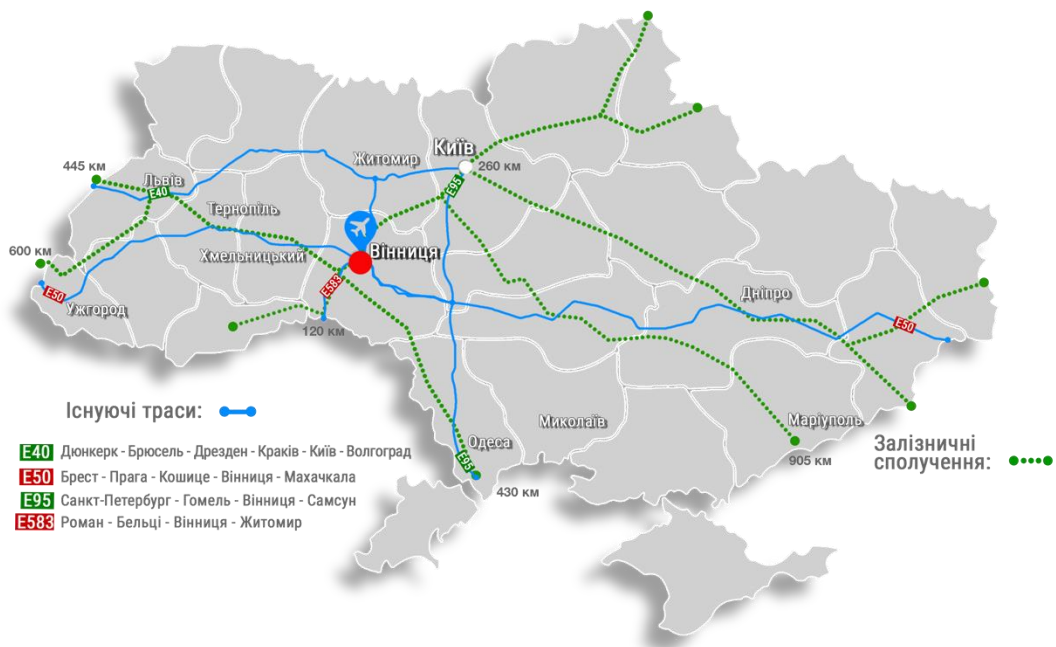 Київ
260 км
Житомир
E95
445 км
Львів
E40
Тернопіль
Вінниця
600 км
Хмельницький
E583
E50
Ужгород
120 км
Дніпро
E50
Існуючі траси:
Миколаїв
Маріуполь
Одеса
E95
430 км
905 км
Залізничні
сполучення:
E40 Дюнкерк - Брюсель - Дрезден - Краків - Київ - Волгоград
E50 Брест - Прага - Кошице - Вінниця - Махачкала
E95 Санкт-Петербург - Гомель - Вінниця - Самсун
E583 Роман - Бельці - Вінниця - Житомир